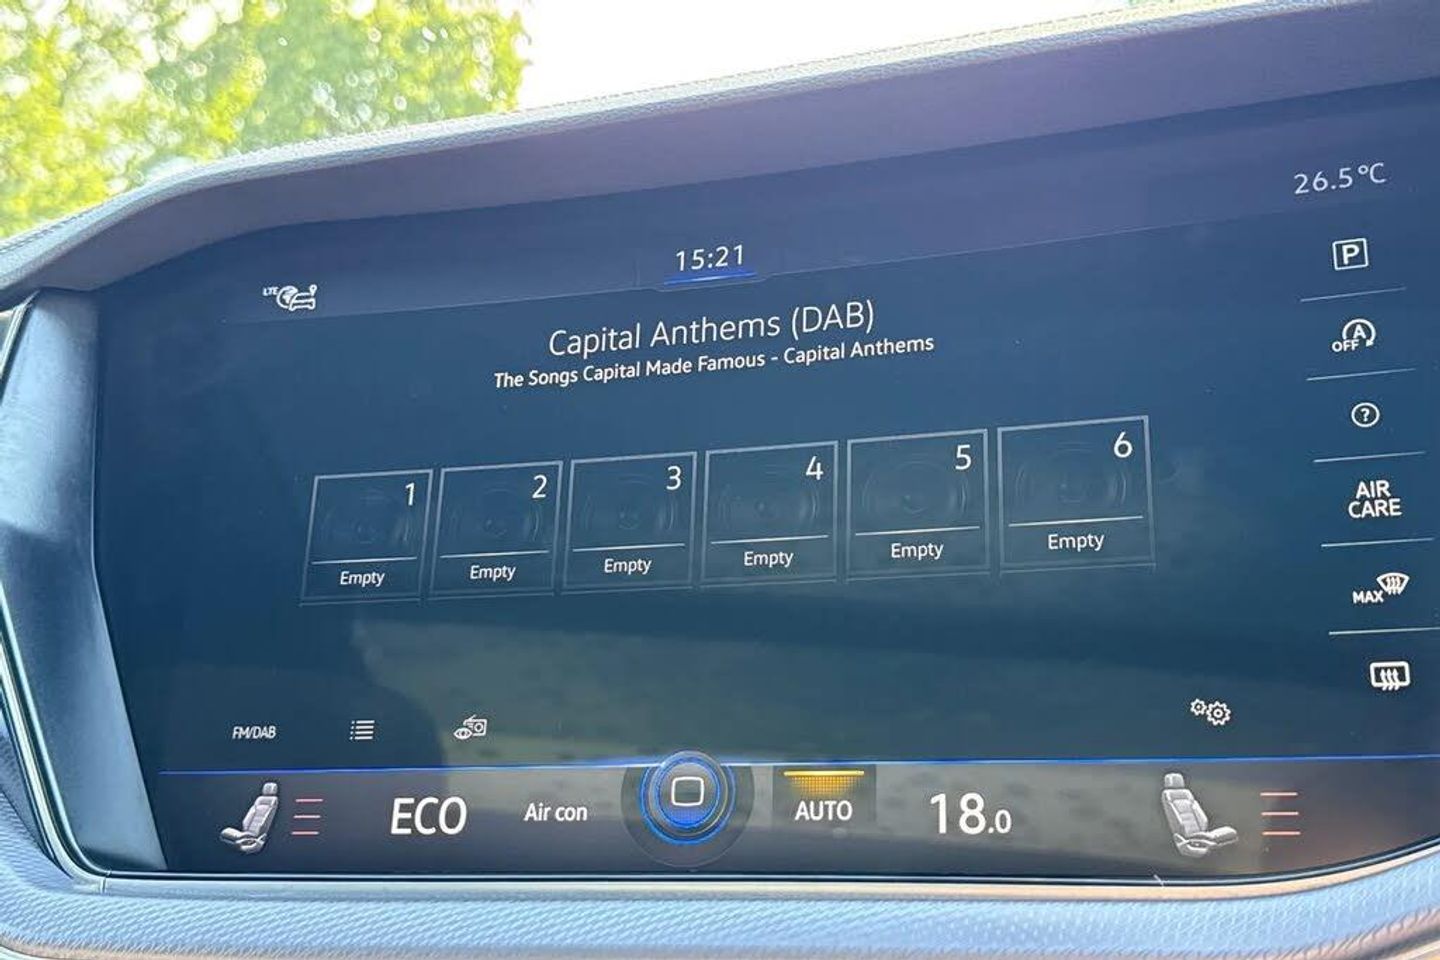 26.5°C
LTE
15:21
P
Capital Anthems (DAB)
The Songs Capital Made Famous - Capital Anthems
A
OFF
?
1 2 3 4 5 6
Empty Empty Empty Empty Empty Empty
AIR
CARE
MAX
FM/DAB
ECO Air con AUTO 18.0